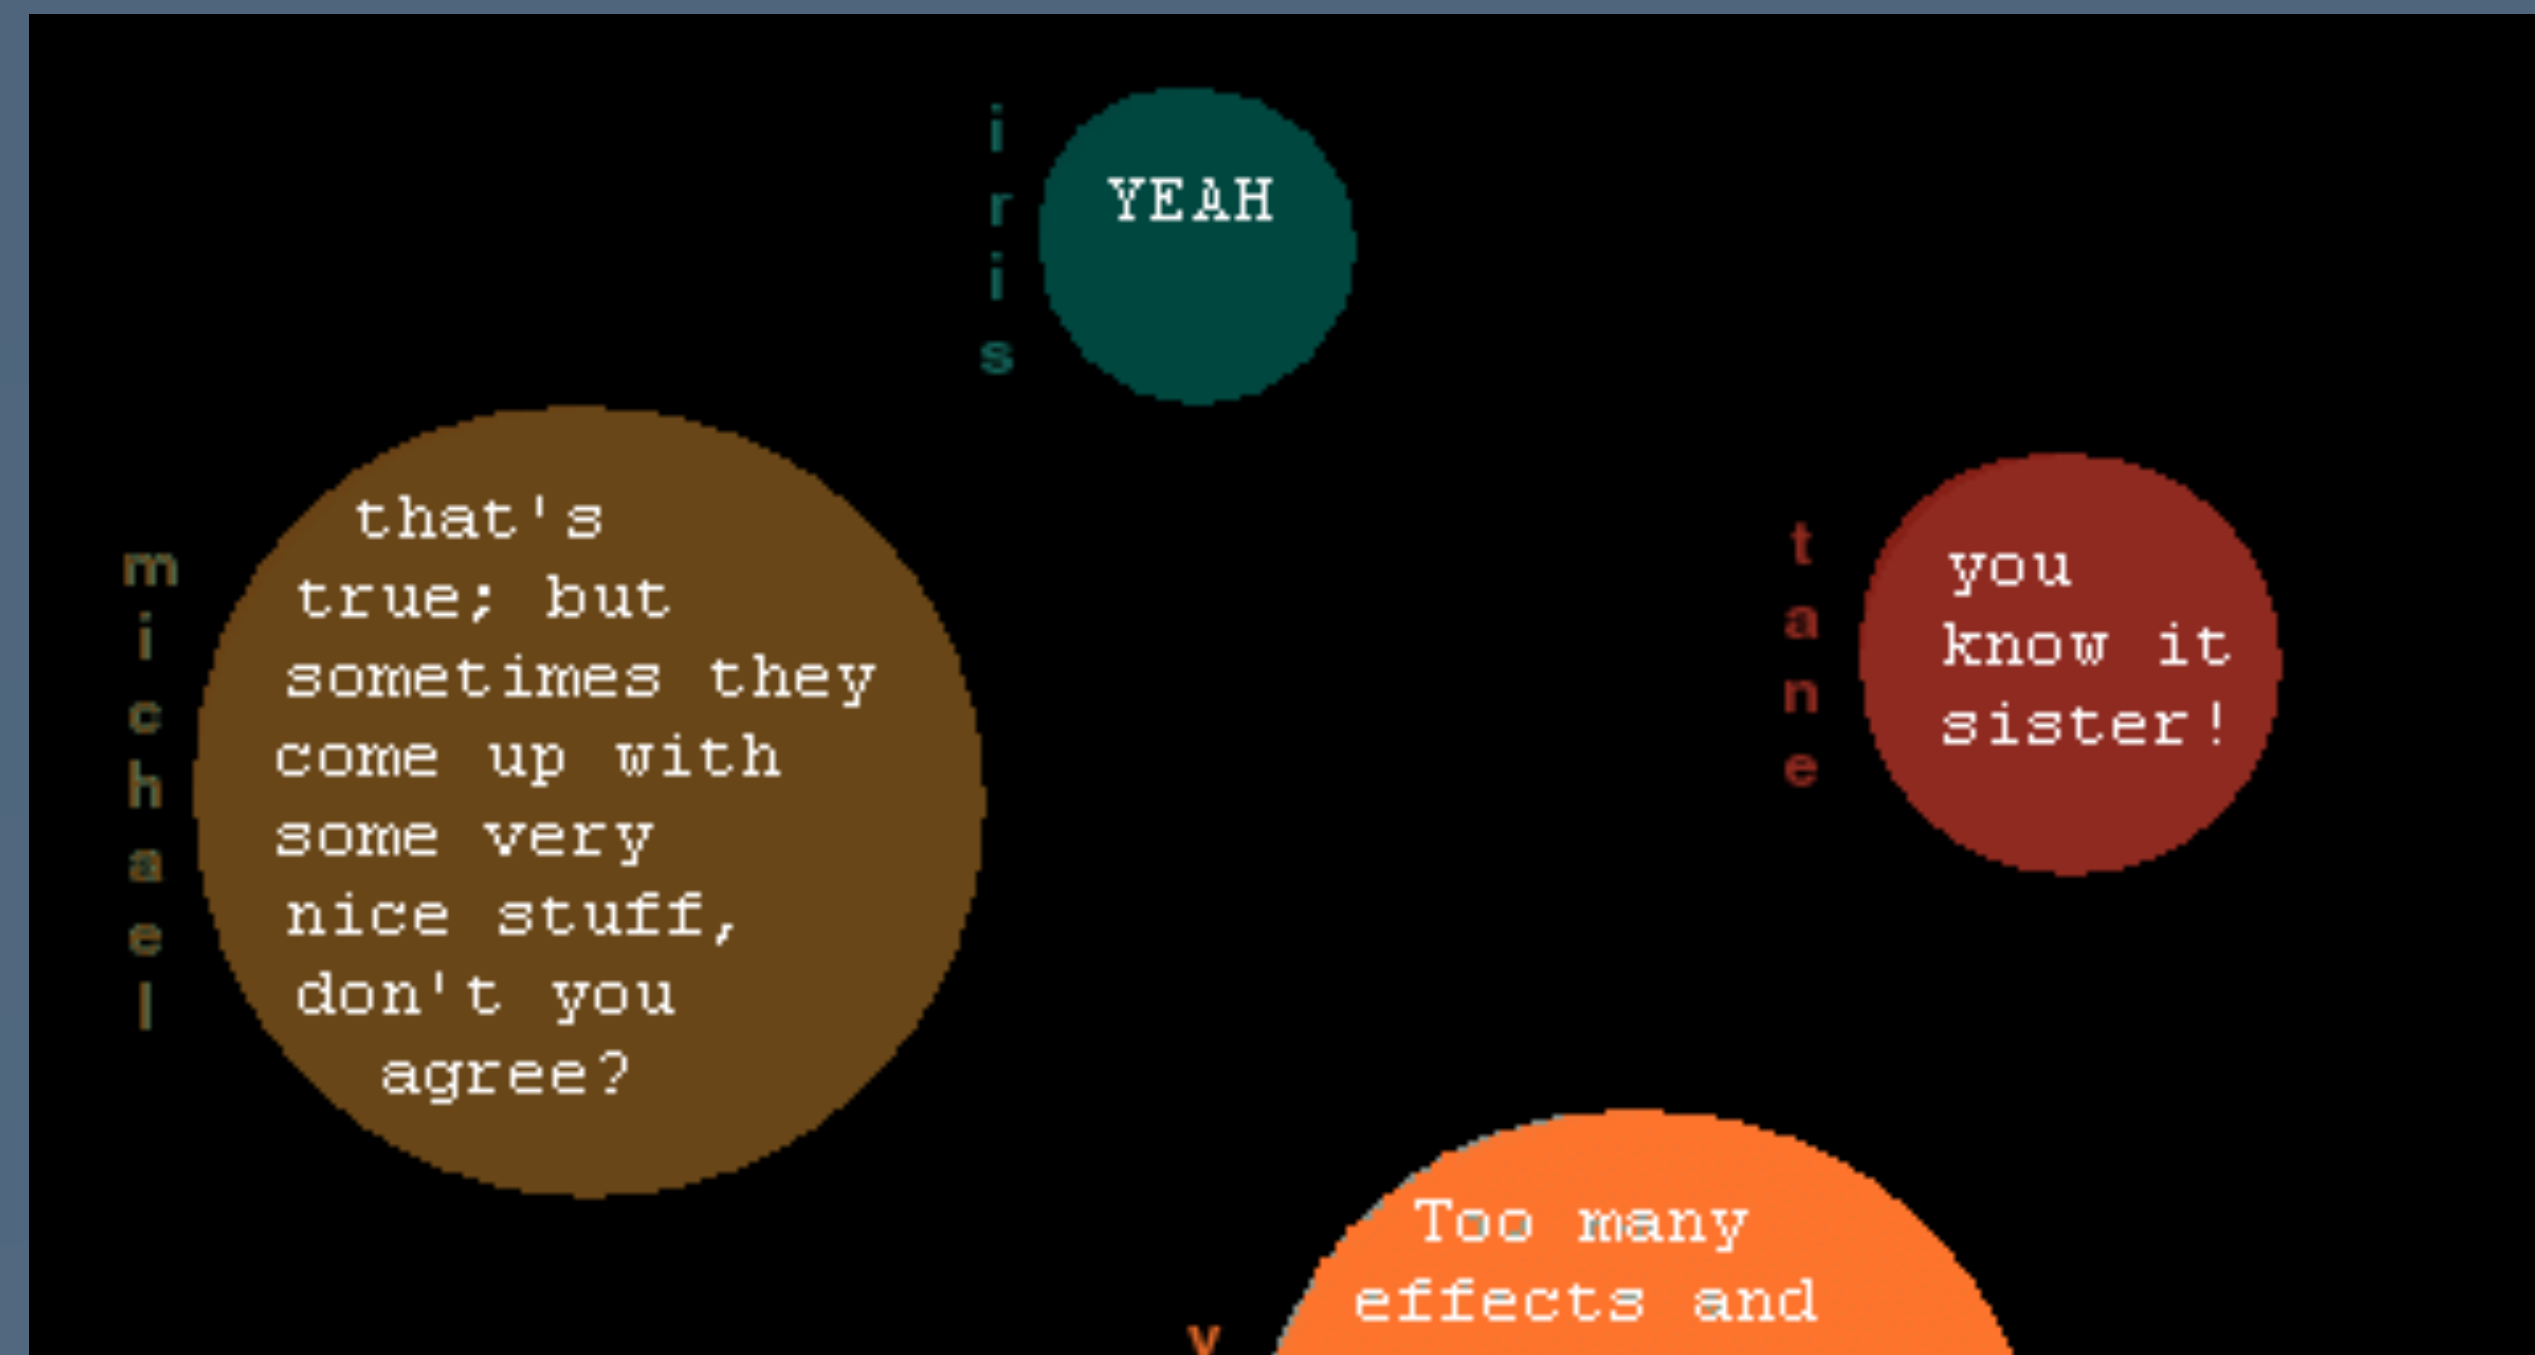 i
r
i
s
YEAH
m
i
c
h
a
e
l
that's
true; but
sometimes they
come up with
some very
nice stuff,
don't you
agree?
t
a
n
e
you
know it
sister!
v
Too many
effects and